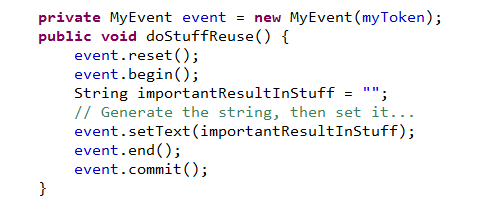 private MyEvent event = new MyEvent(myToken);
public void doStuffReuse() {
event.reset();
event.begin();
String importantResultInStuff = "";
// Generate the string, then set it...
event.setText(importantResultInStuff);
event.end();
event.commit();
}